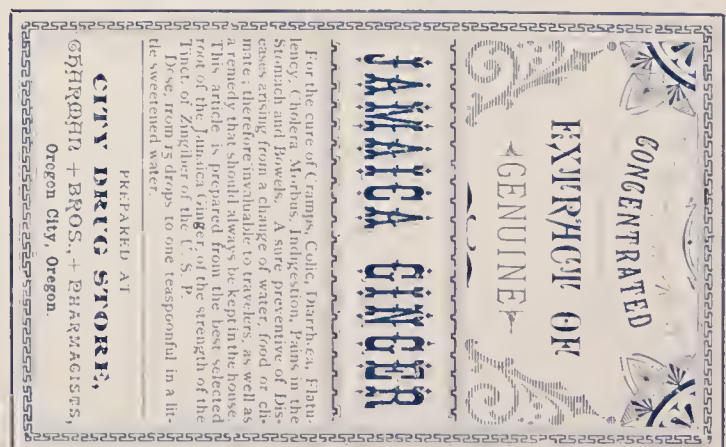 CONCENTRATED
EXTRACT OF
GENUINE
JAMAICA GINGER
For the cure of Cramps, Colic, Diarrhœa, Flatu-
lency, Cholera Morbus, Indigestion, Pains in the
Stomach and Bowels. A sure preventive of Dis-
eases arising from a change of water, food or cli-
mate; therefore invaluable to travelers, as well as
a remedy that should always be kept in the house.
This article is prepared from the best selected
root of the Jamaica Ginger, of the strength of the
Tinct. of Zingiber of the U. S. P.
Dose, from 15 drops to one teaspoonful in a lit-
tle sweetened water.
PREPARED AT
CITY DRUG STORE,
CHARMAN + BROS., + PHARMACISTS,
Oregon City, Oregon.